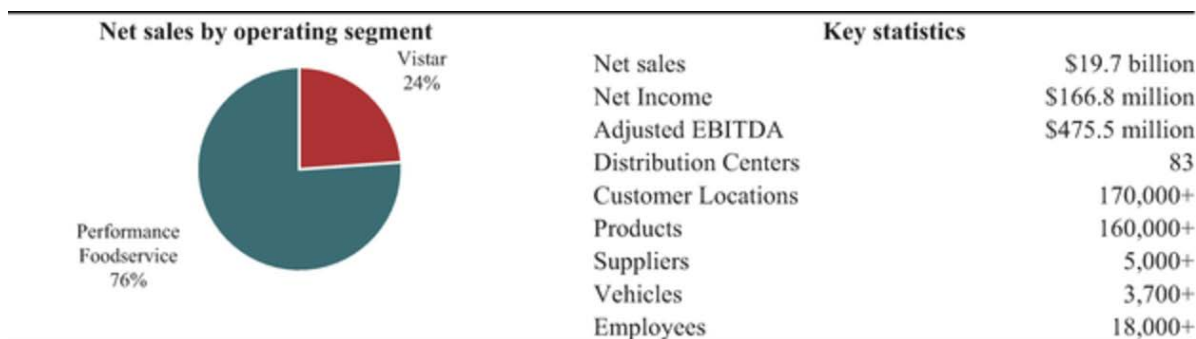 Net sales by operating segment
Vistar
24%
Performance
Foodservice
76%
Key statistics
Net sales $19.7 billion
Net Income $166.8 million
Adjusted EBITDA $475.5 million
Distribution Centers 83
Customer Locations 170,000+
Products 160,000+
Suppliers 5,000+
Vehicles 3,700+
Employees 18,000+